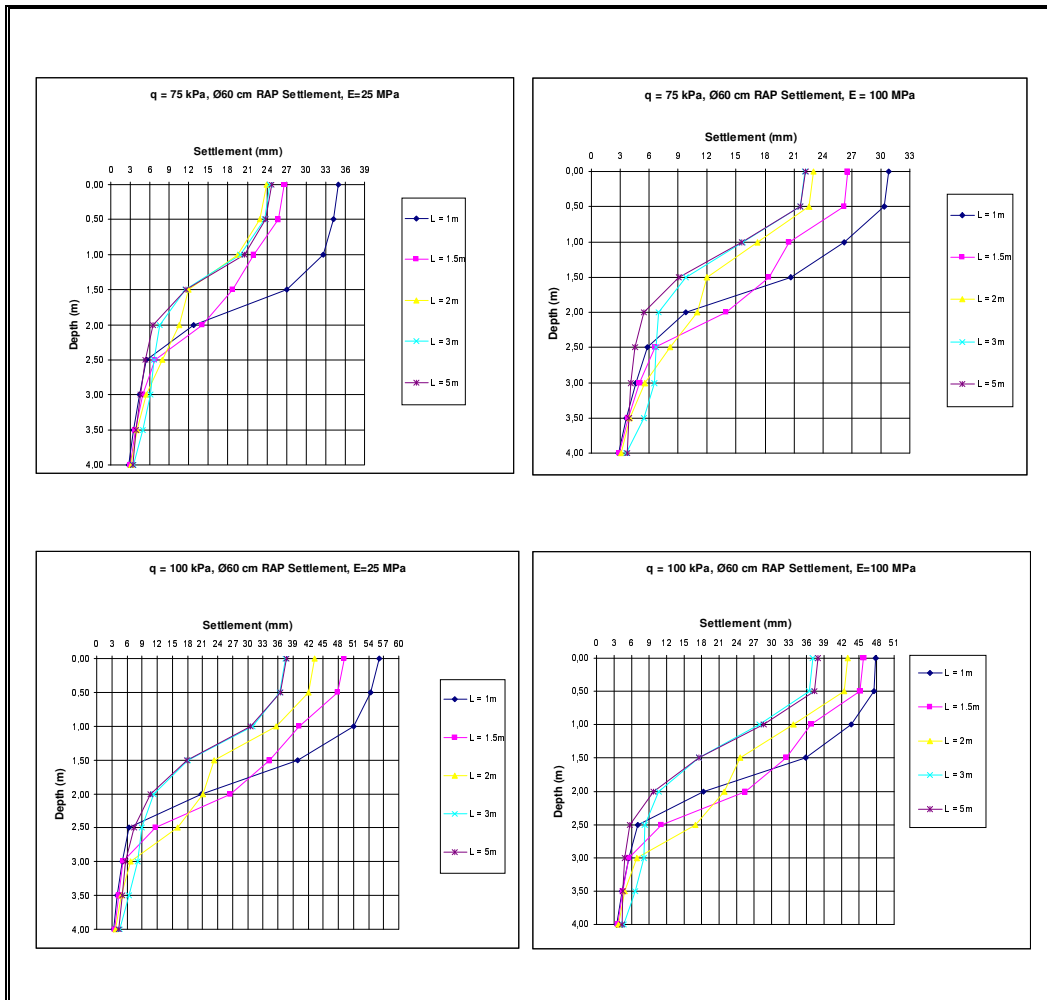 q = 75 kPa, Ø60 cm RAP Settlement, E=25 MPa
Settlement (mm)
0 3 6 9 12 15 18 21 24 27 30 33 36 39
0,00
0,50
1,00
1,50
2,00
2,50
3,00
3,50
4,00
Depth (m)
L = 1m
L = 1.5m
L = 2m
L = 3m
L = 5m
q = 75 kPa, Ø60 cm RAP Settlement, E = 100 MPa
Settlement (mm)
0 3 6 9 12 15 18 21 24 27 30 33
0,00
0,50
1,00
1,50
2,00
2,50
3,00
3,50
4,00
Depth (m)
L = 1m
L = 1.5m
L = 2m
L = 3m
L = 5m
q = 100 kPa, Ø60 cm RAP Settlement, E=25 MPa
Settlement (mm)
0 3 6 9 12 15 18 21 24 27 30 33 36 39 42 45 48 51 54 57 60
0,00
0,50
1,00
1,50
2,00
2,50
3,00
3,50
4,00
Depth (m)
L = 1m
L = 1.5m
L = 2m
L = 3m
L = 5m
q = 100 kPa, Ø60 cm RAP Settlement, E=100 MPa
Settlement (mm)
0 3 6 9 12 15 18 21 24 27 30 33 36 39 42 45 48 51
0,00
0,50
1,00
1,50
2,00
2,50
3,00
3,50
4,00
Depth (m)
L = 1m
L = 1.5m
L = 2m
L = 3m
L = 5m